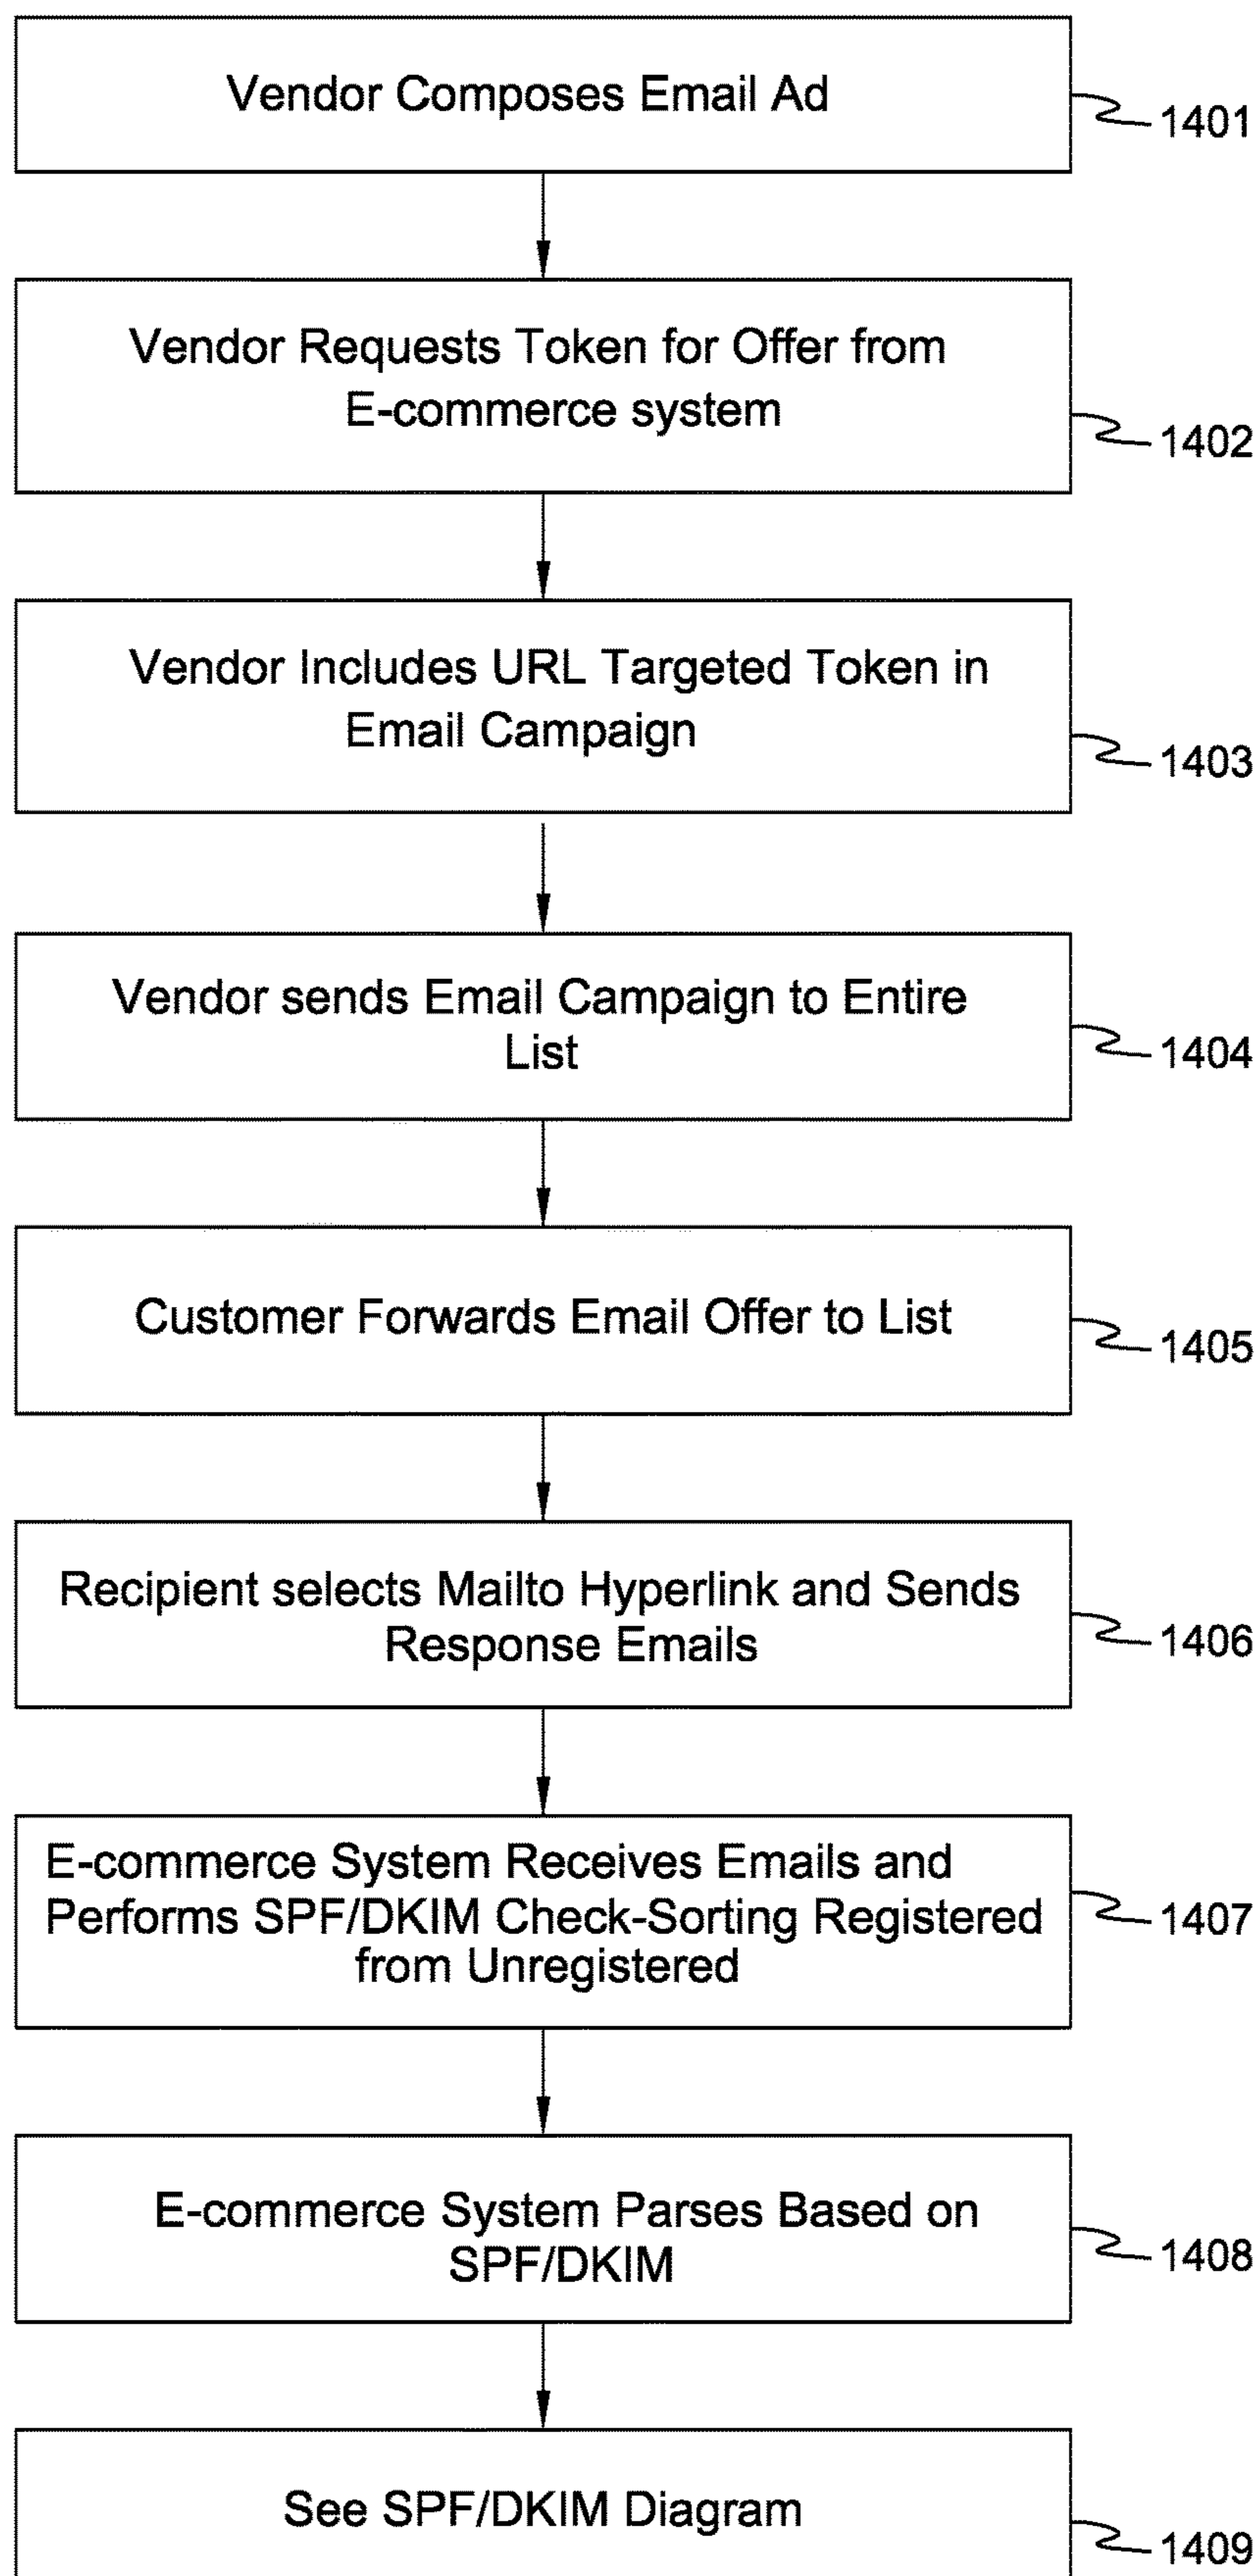 Vendor Composes Email Ad
1401
Vendor Requests Token for Offer from
E-commerce system
1402
Vendor Includes URL Targeted Token in
Email Campaign
1403
Vendor sends Email Campaign to Entire
List
1404
Customer Forwards Email Offer to List
1405
Recipient selects Mailto Hyperlink and Sends
Response Emails
1406
E-commerce System Receives Emails and
Performs SPF/DKIM Check-Sorting Registered
from Unregistered
1407
E-commerce System Parses Based on
SPF/DKIM
1408
See SPF/DKIM Diagram
1409